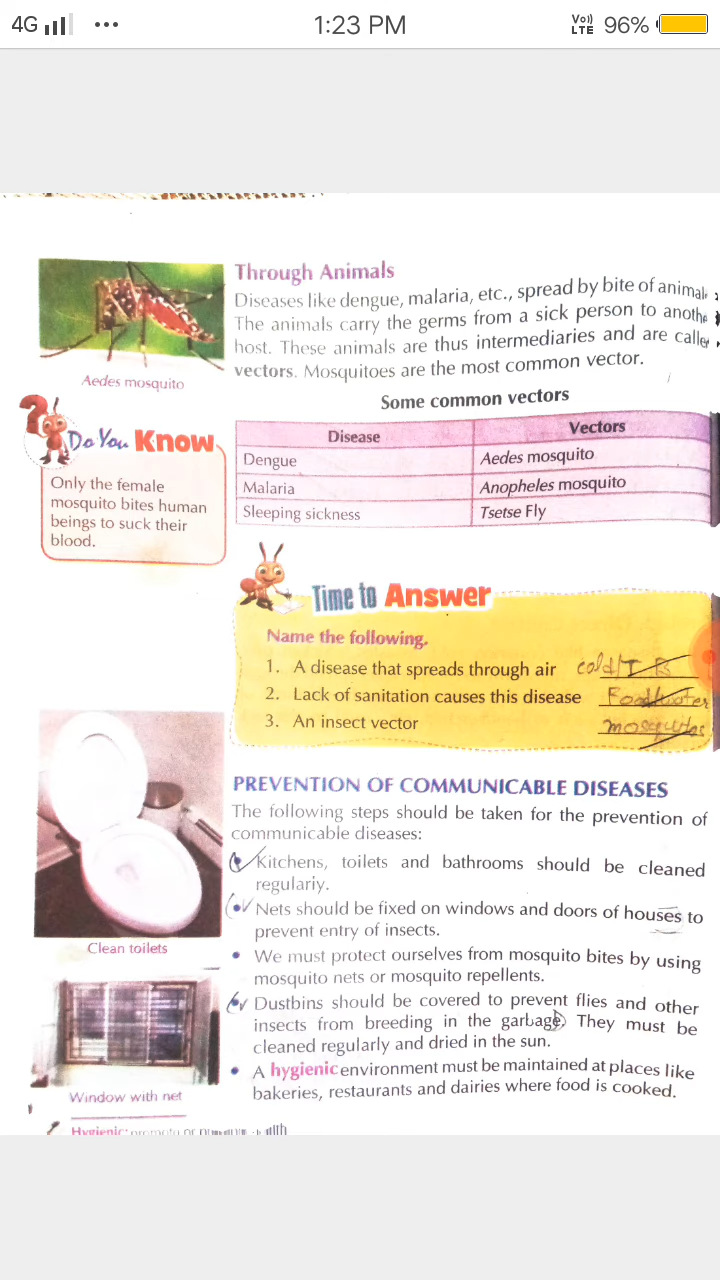 4G
1:23 PM
Vo))
LTE
96%
Through Animals
Diseases like dengue, malaria, etc., spread by bite of animal
The animals carry the germs from a sick person to anothe
host. These animals are thus intermediaries and are calle
vectors. Mosquitoes are the most common vector.
Aedes mosquito
Do You Know
Only the female
mosquito bites human
beings to suck their
blood.
Some common vectors
Disease Vectors
Dengue Aedes mosquito
Malaria Anopheles mosquito
Sleeping sickness Tsetse Fly
Time to Answer
Name the following.
1. A disease that spreads through air cold/T B
2. Lack of sanitation causes this disease Food/water
3. An insect vector
PREVENTION OF COMMUNICABLE DISEASES
The following steps should be taken for the prevention of
communicable diseases:
Kitchens, toilets and bathrooms should be cleaned
regularly.
• Nets should be fixed on windows and doors of houses to
prevent entry of insects.
• We must protect ourselves from mosquito bites by using
mosquito nets or mosquito repellents.
• Dustbins should be covered to prevent flies and other
insects from breeding in the garbage. They must be
cleaned regularly and dried in the sun.
• A hygienic environment must be maintained at places like
bakeries, restaurants and dairies where food is cooked.
Clean toilets
Window with net
Hygienic: